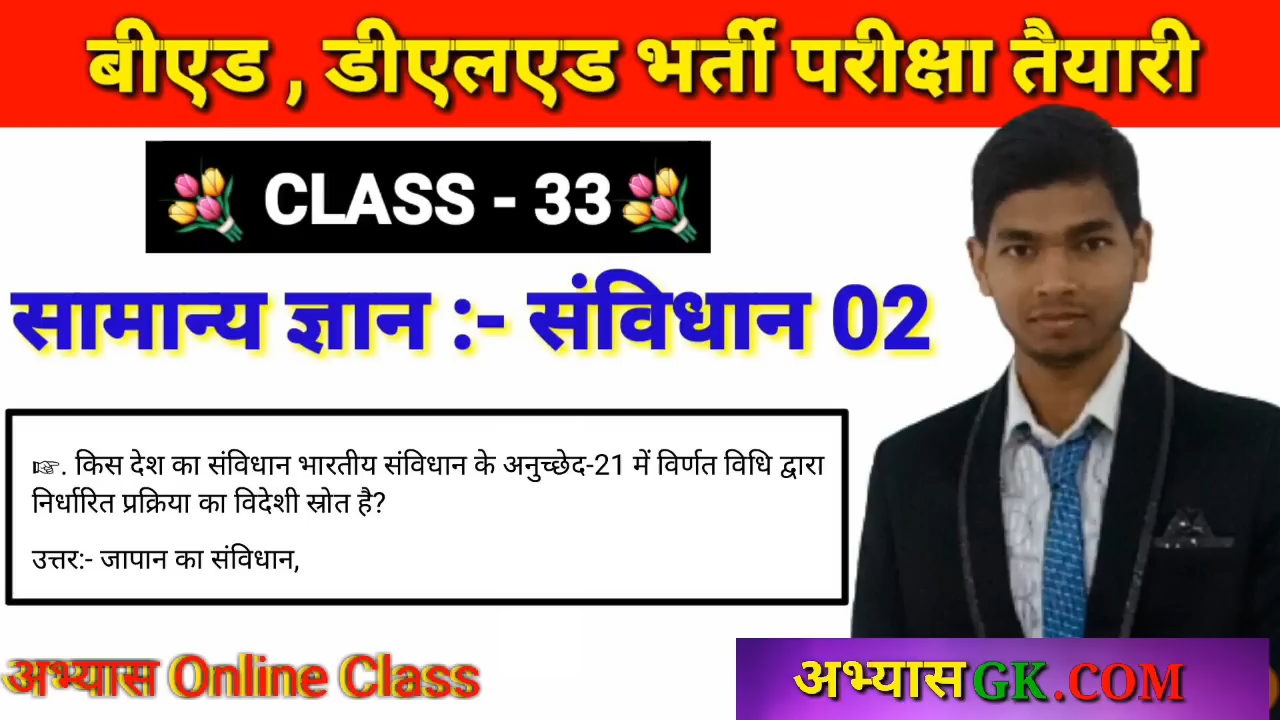 बीएड , डीएलएड भर्ती परीक्षा तैयारी
CLASS - 33
सामान्य ज्ञान :- संविधान 02
☞. किस देश का संविधान भारतीय संविधान के अनुच्छेद-21 में विर्णत विधि द्वारा
निर्धारित प्रक्रिया का विदेशी स्रोत है?
उत्तर:- जापान का संविधान,
अभ्यास Online Class
अभ्यासGK.COM